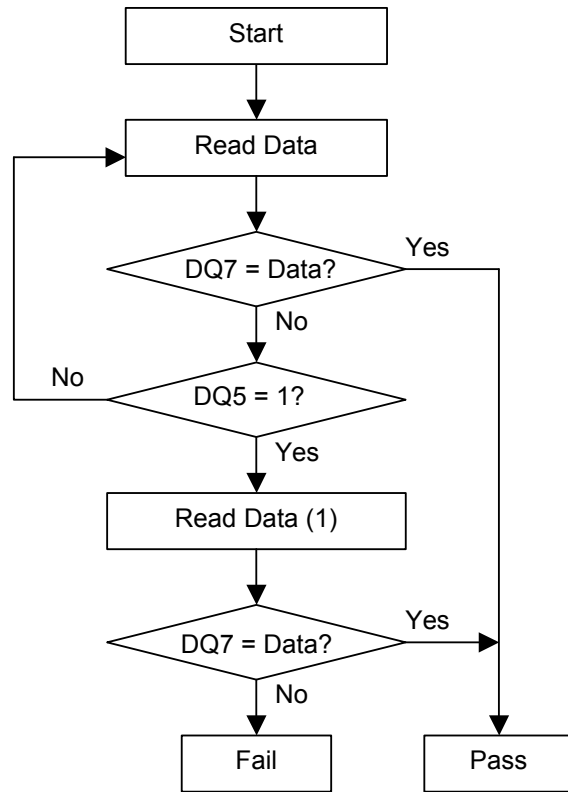 Start
Read Data
DQ7 = Data?
Yes
No
DQ5 = 1?
No
Yes
Read Data (1)
DQ7 = Data?
Yes
No
Fail
Pass